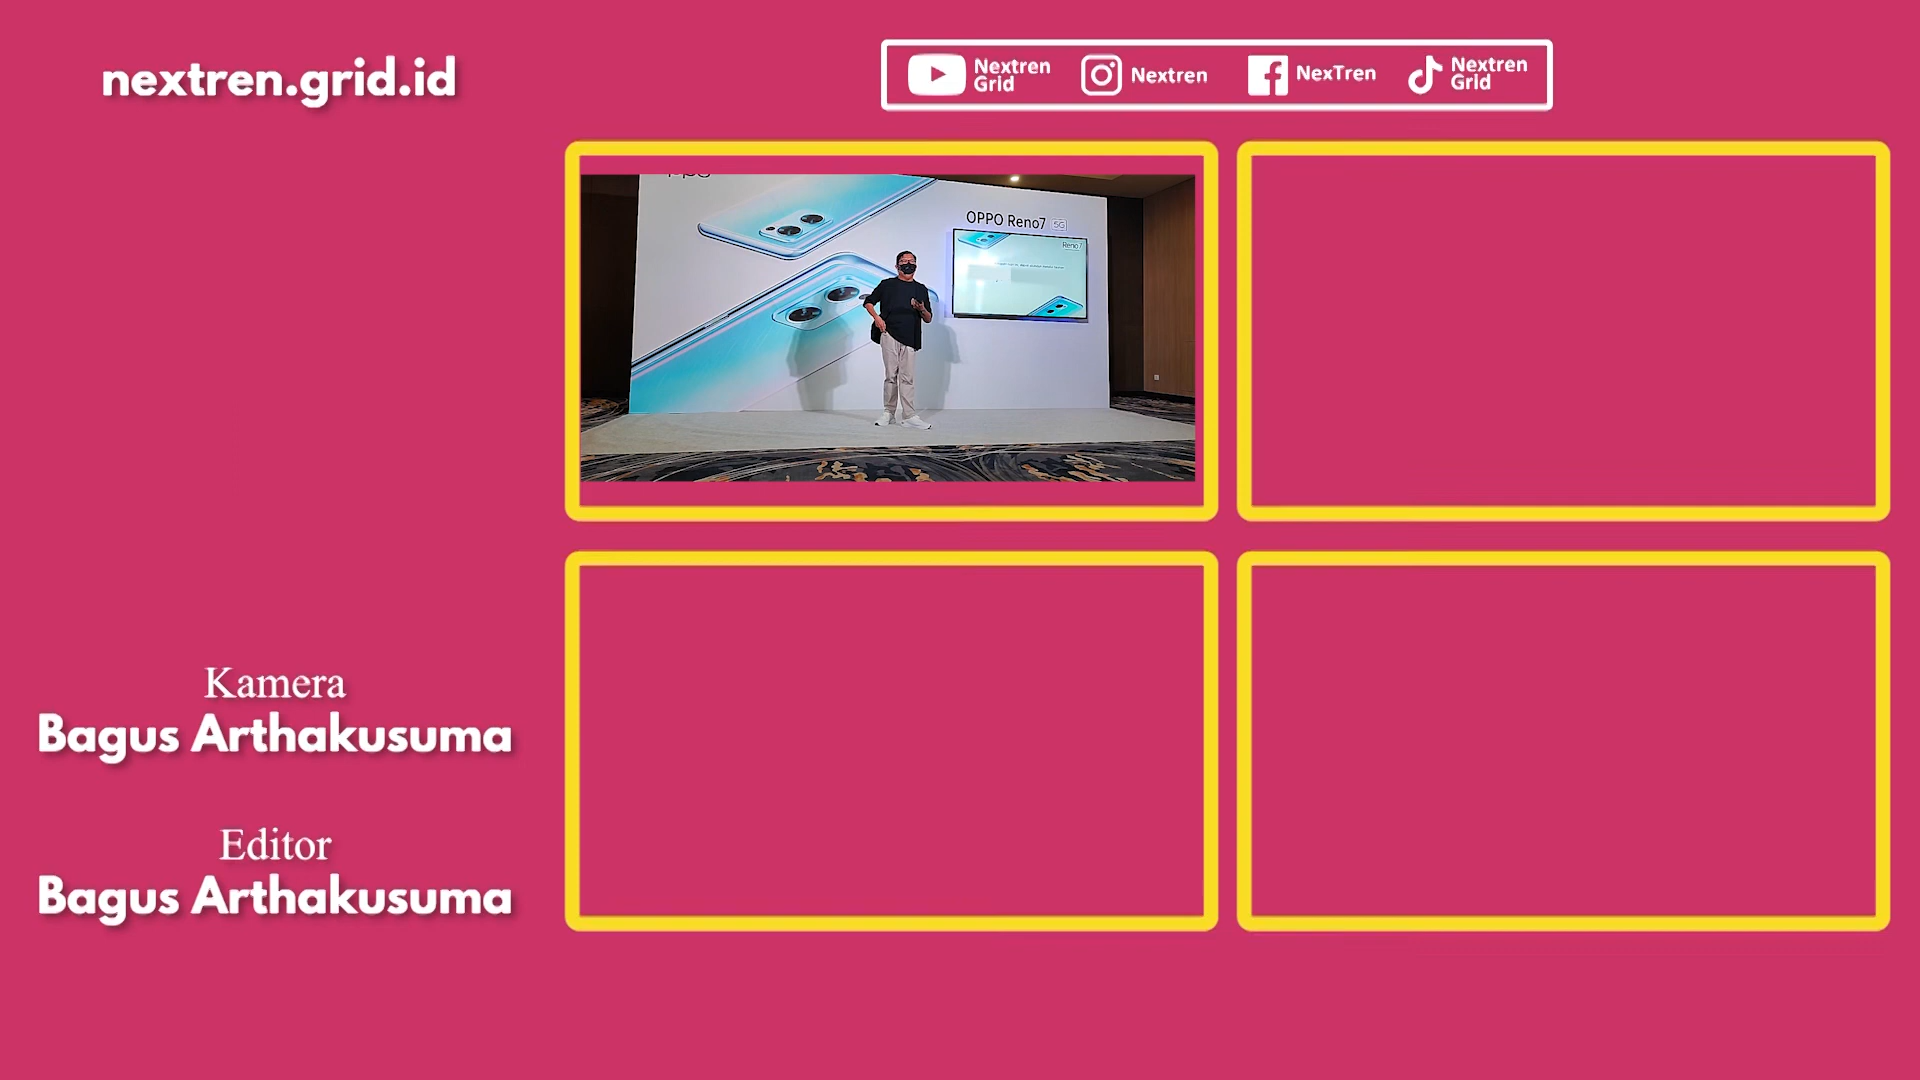 nextren.grid.id
Nextren
Grid
Nextren
NexTren
Nextren
Grid
OPPO Reno7 5G
Reno7
Kamera
Bagus Arthakusuma
Editor
Bagus Arthakusuma